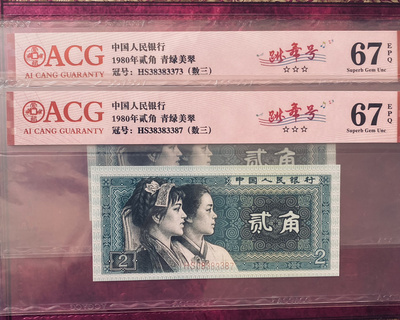 ACG
AI CANG GUARANTY
中国人民银行
1980年贰角 青绿美翠
冠号：HS38383373（数三）
跳舞号
☆☆☆
67 EPQ
Superb Gem Unc
ACG
AI CANG GUARANTY
中国人民银行
1980年贰角 青绿美翠
冠号：HS38383387（数三）
跳舞号
☆☆☆
67 EPQ
Superb Gem Unc
中国人民银行
贰角
HS38383387
2
2